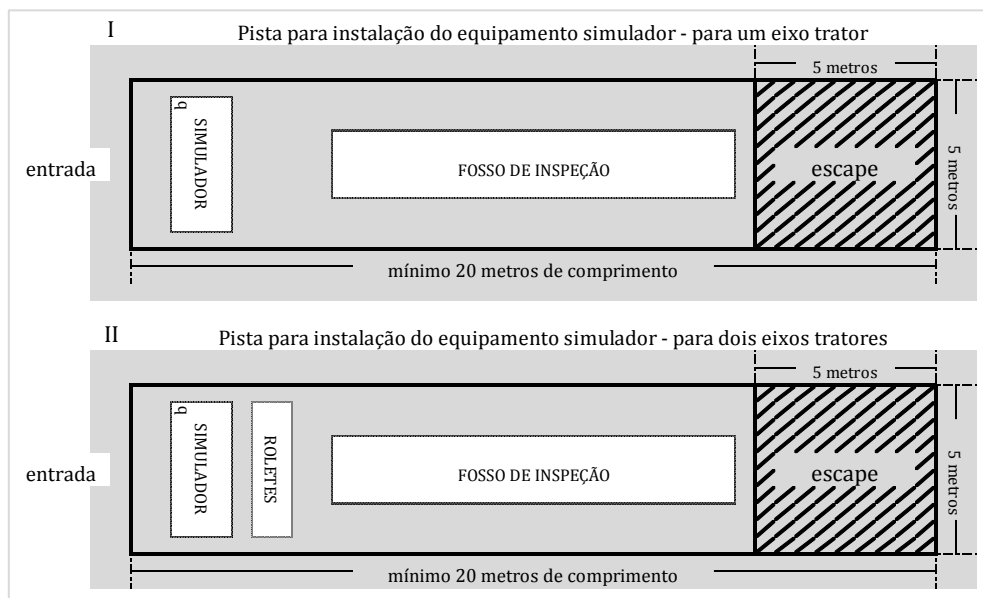 I
Pista para instalação do equipamento simulador - para um eixo trator
5 metros
q
SIMULADOR
entrada
FOSSO DE INSPEÇÃO
escape
5 metros
mínimo 20 metros de comprimento
II
Pista para instalação do equipamento simulador - para dois eixos tratores
5 metros
q
SIMULADOR
ROLETES
entrada
FOSSO DE INSPEÇÃO
escape
5 metros
mínimo 20 metros de comprimento